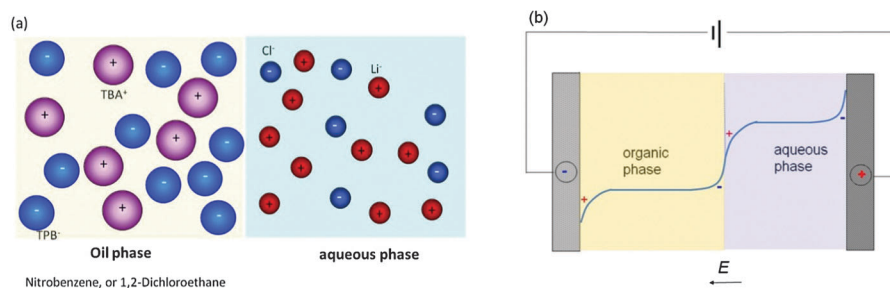 (a)
Cl⁻
Li⁻
TBA⁺
TPB⁻
Oil phase
aqueous phase
Nitrobenzene, or 1,2-Dichloroethane
(b)
organic
phase
aqueous
phase
E